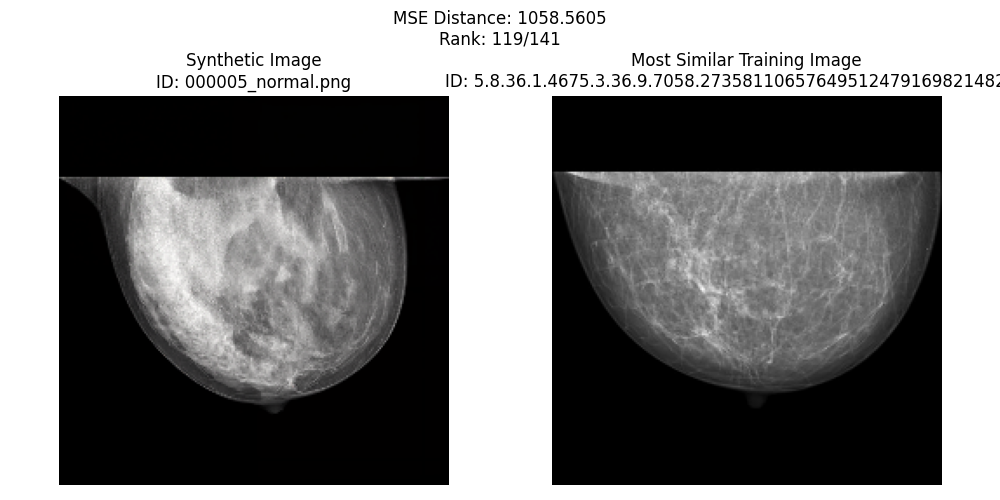 MSE Distance: 1058.5605
Rank: 119/141
Synthetic Image
ID: 000005_normal.png
Most Similar Training Image
ID: 5.8.36.1.4675.3.36.9.7058.27358110657649512479169821482